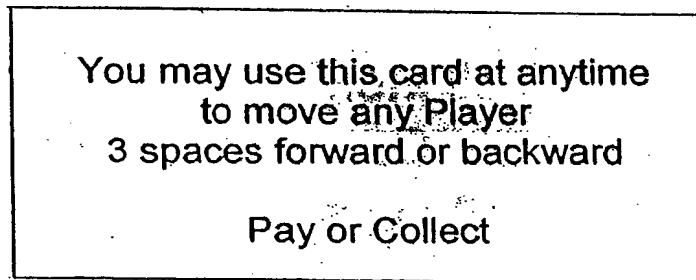 You may use this card at anytime
to move any Player
3 spaces forward or backward
Pay or Collect